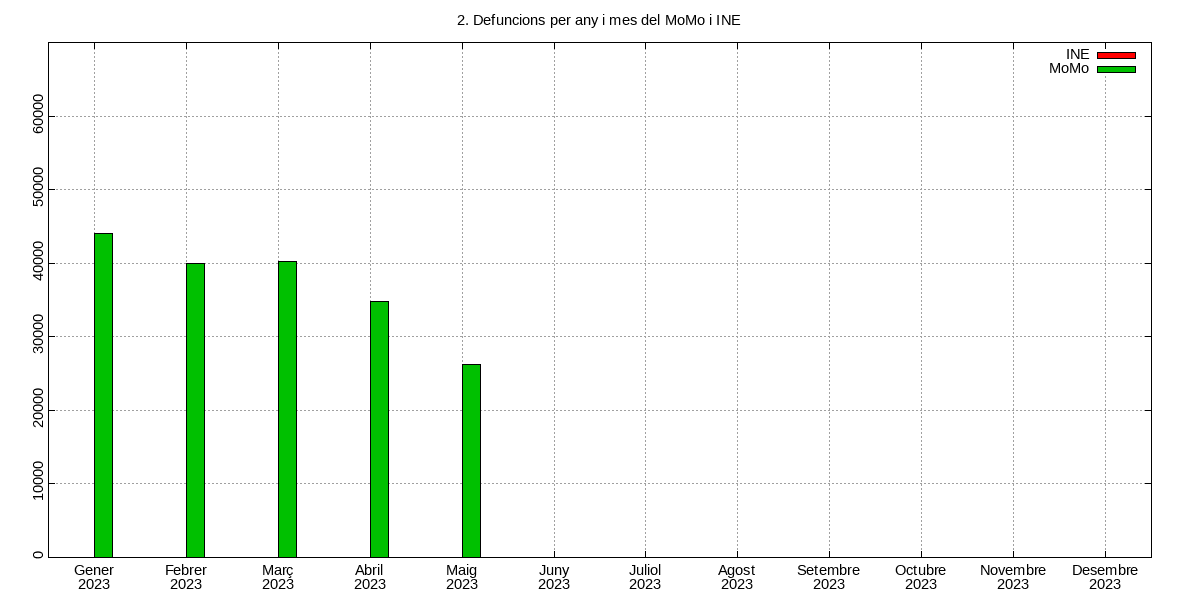 2. Defuncions per any i mes del MoMo i INE
INE
MoMo
60000
50000
40000
30000
20000
10000
0
Gener Febrer Març Abril Maig Juny Juliol Agost Setembre Octubre Novembre Desembre
2023 2023 2023 2023 2023 2023 2023 2023 2023 2023 2023 2023